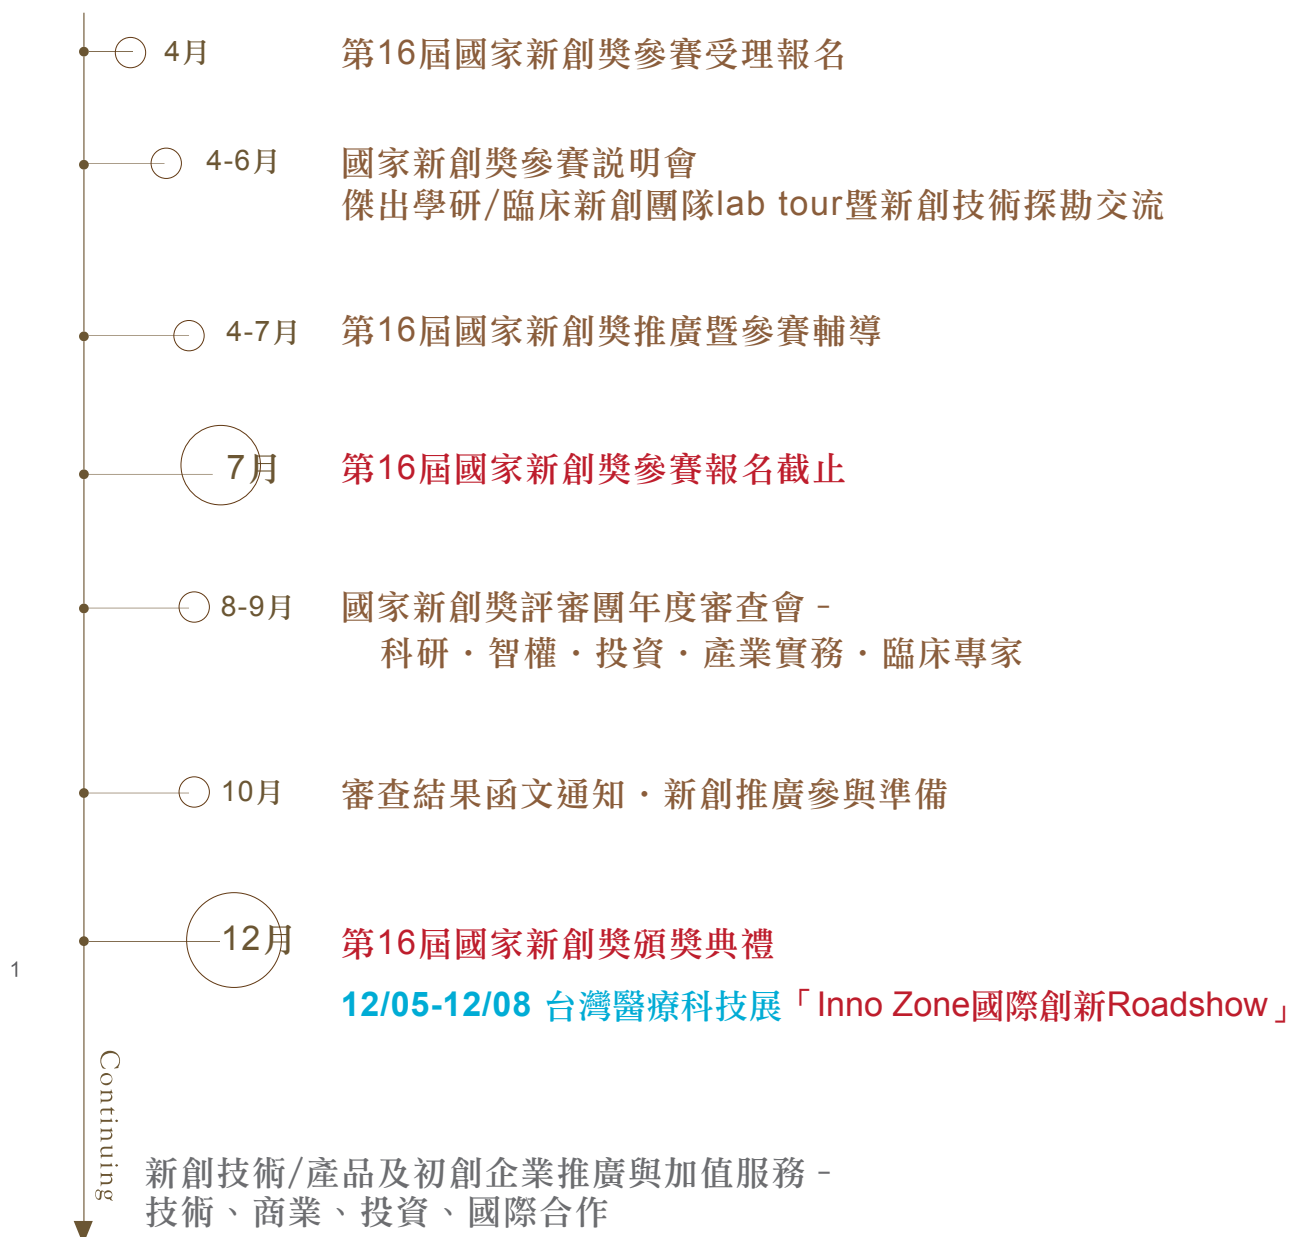 4月 第16屆國家新創獎參賽受理報名
4-6月 國家新創獎參賽説明會
傑出學研/臨床新創團隊lab tour暨新創技術探勘交流
4-7月 第16屆國家新創獎推廣暨參賽輔導
7月 第16屆國家新創獎參賽報名截止
8-9月 國家新創獎評審團年度審查會－
科研・智權・投資・產業實務・臨床專家
10月 審查結果函文通知・新創推廣參與準備
12月 第16屆國家新創獎頒獎典禮
1
12/05-12/08 台灣醫療科技展「Inno Zone國際創新Roadshow」
Continuing
新創技術/產品及初創企業推廣與加值服務－
技術、商業、投資、國際合作